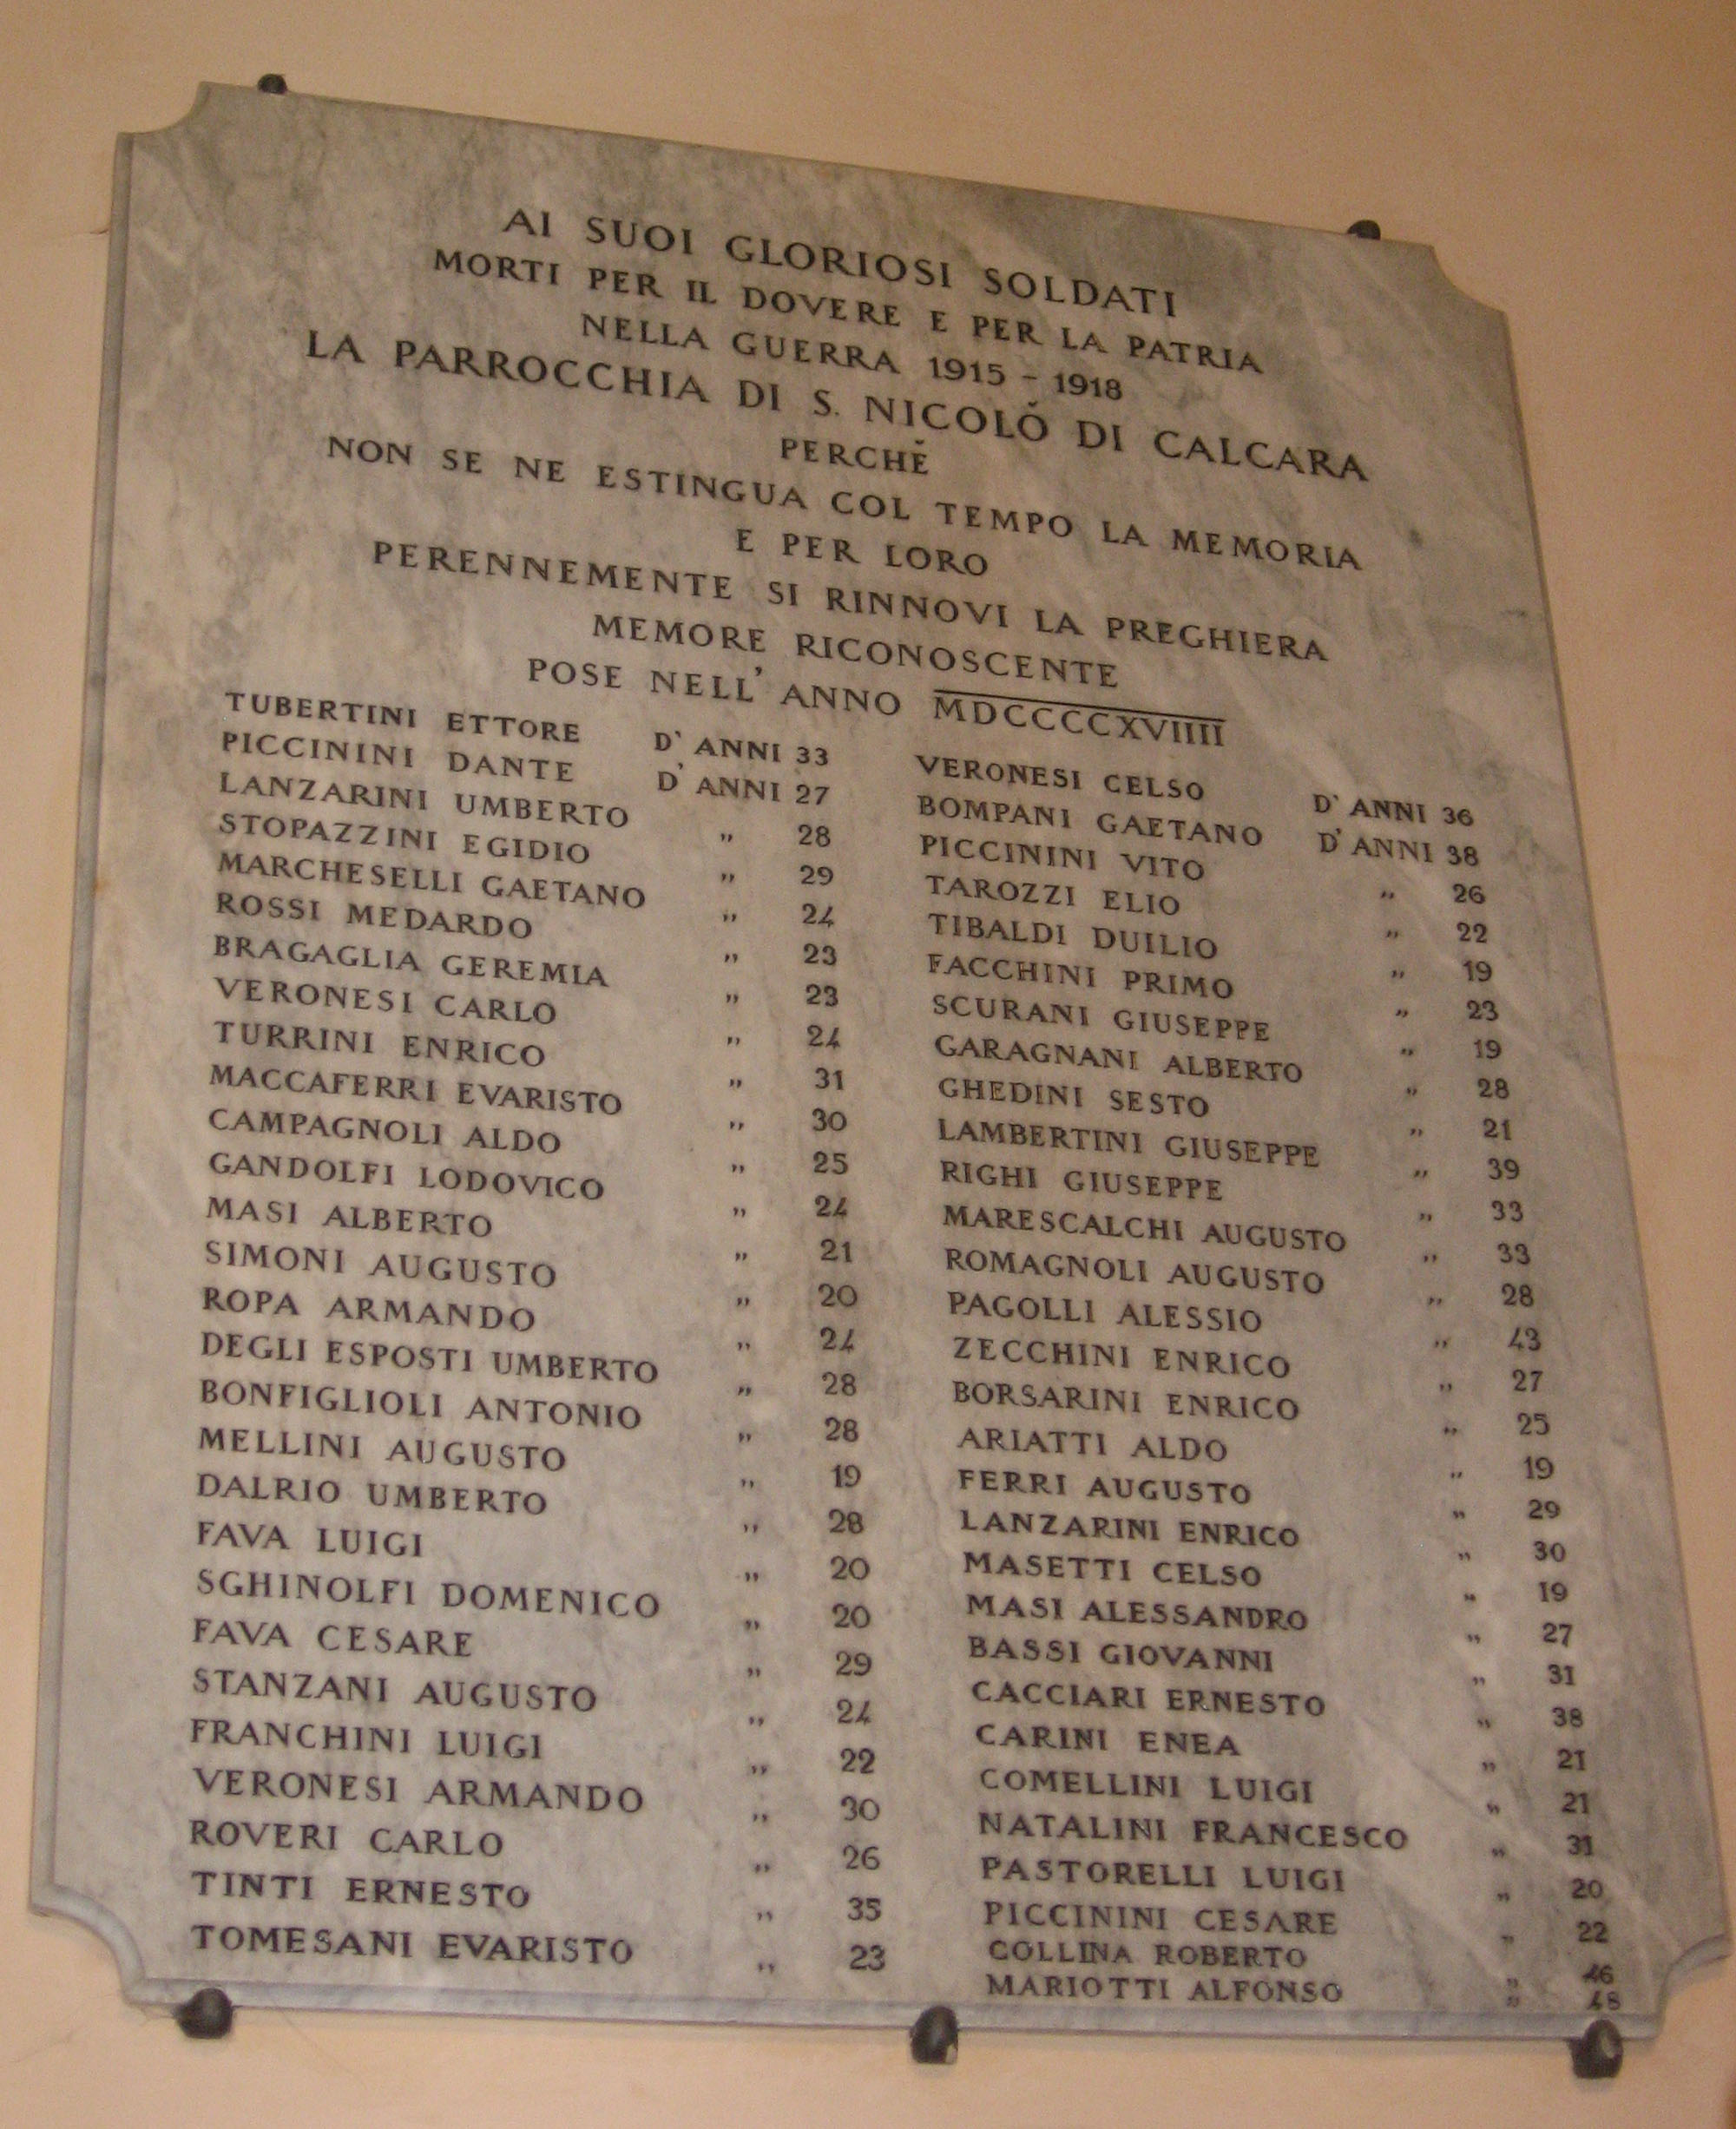 AI SUOI GLORIOSI SOLDATI
MORTI PER IL DOVERE E PER LA PATRIA
NELLA GUERRA 1915 - 1918
LA PARROCCHIA DI S. NICOLÒ DI CALCARA
PERCHÈ
NON SE NE ESTINGUA COL TEMPO LA MEMORIA
E PER LORO
PERENNEMENTE SI RINNOVI LA PREGHIERA
MEMORE RICONOSCENTE
POSE NELL' ANNO MDCCCCXVIIII
TUBERTINI ETTORE D' ANNI 33
PICCININI DANTE D' ANNI 27
LANZARINI UMBERTO " 28
STOPAZZINI EGIDIO " 29
MARCHESELLI GAETANO " 24
ROSSI MEDARDO " 23
BRAGAGLIA GEREMIA " 23
VERONESI CARLO " 24
TURRINI ENRICO " 31
MACCAFERRI EVARISTO " 30
CAMPAGNOLI ALDO " 25
GANDOLFI LODOVICO " 24
MASI ALBERTO " 21
SIMONI AUGUSTO " 20
ROPA ARMANDO " 24
DEGLI ESPOSTI UMBERTO " 28
BONFIGLIOLI ANTONIO " 28
MELLINI AUGUSTO " 19
DALRIO UMBERTO " 28
FAVA LUIGI " 20
SGHINOLFI DOMENICO " 20
FAVA CESARE " 29
STANZANI AUGUSTO " 24
FRANCHINI LUIGI " 22
VERONESI ARMANDO " 30
ROVERI CARLO " 26
TINTI ERNESTO " 35
TOMESANI EVARISTO " 23
VERONESI CELSO D' ANNI 36
BOMPANI GAETANO D' ANNI 38
PICCININI VITO " 26
TAROZZI ELIO " 22
TIBALDI DUILIO " 19
FACCHINI PRIMO " 23
SCURANI GIUSEPPE " 19
GARAGNANI ALBERTO " 28
GHEDINI SESTO " 21
LAMBERTINI GIUSEPPE " 39
RIGHI GIUSEPPE " 33
MARESCALCHI AUGUSTO " 33
ROMAGNOLI AUGUSTO " 28
PAGOLLI ALESSIO " 43
ZECCHINI ENRICO " 27
BORSARINI ENRICO " 25
ARIATTI ALDO " 19
FERRI AUGUSTO " 29
LANZARINI ENRICO " 30
MASETTI CELSO " 19
MASI ALESSANDRO " 27
BASSI GIOVANNI " 31
CACCIARI ERNESTO " 38
CARINI ENEA " 21
COMELLINI LUIGI " 21
NATALINI FRANCESCO " 31
PASTORELLI LUIGI " 20
PICCININI CESARE " 22
COLLINA ROBERTO " 46
MARIOTTI ALFONSO " 48